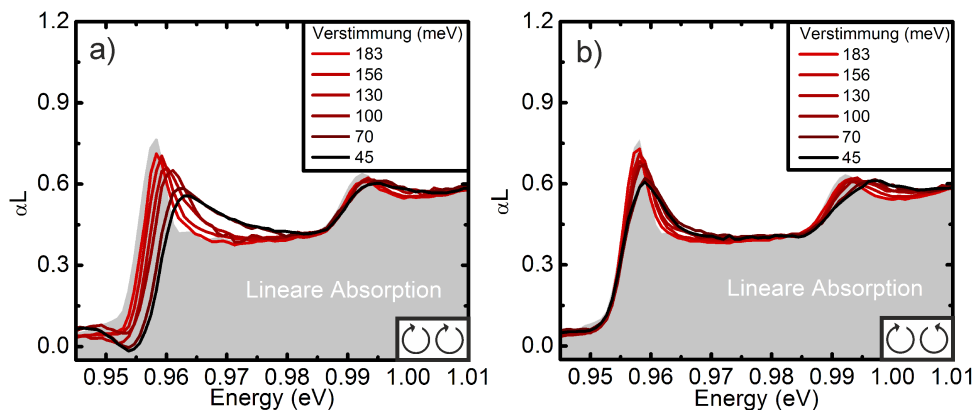 a)
Verstimmung (meV)
183
156
130
100
70
45
Lineare Absorption
αL
1.2
0.9
0.6
0.3
0.0
0.95 0.96 0.97 0.98 0.99 1.00 1.01
Energy (eV)
b)
Verstimmung (meV)
183
156
130
100
70
45
Lineare Absorption
αL
1.2
0.9
0.6
0.3
0.0
0.95 0.96 0.97 0.98 0.99 1.00 1.01
Energy (eV)